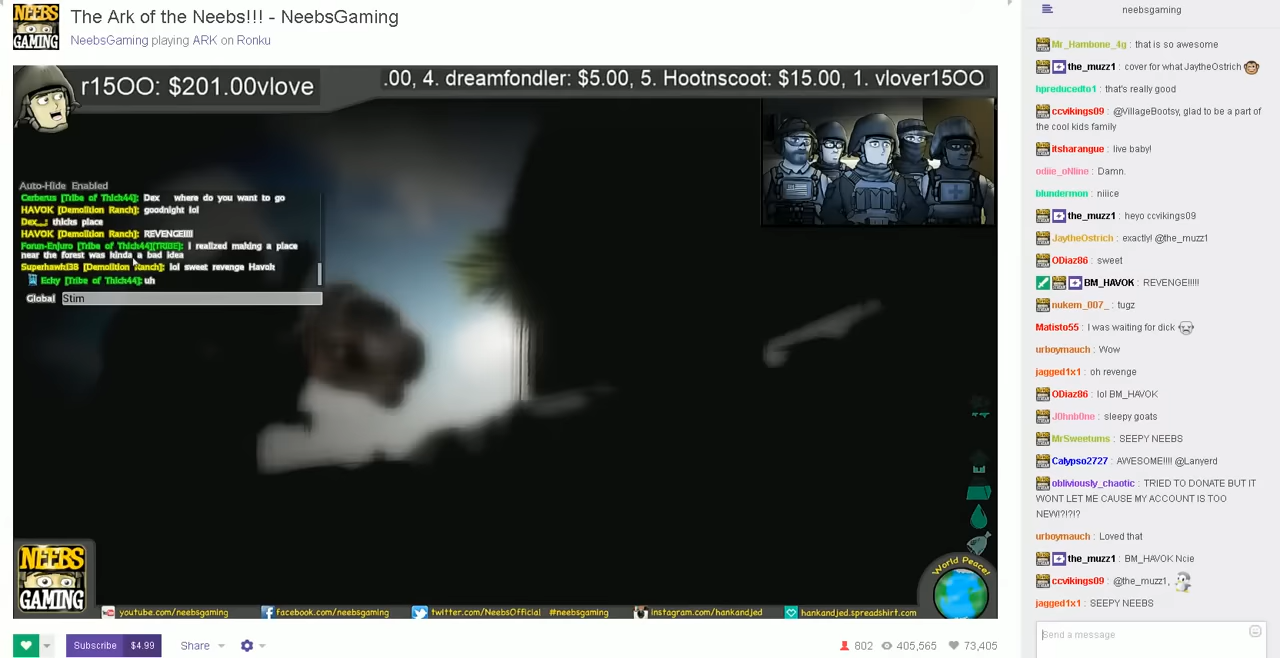 NEEBS
GAMING
The Ark of the Neebs!!! - NeebsGaming
NeebsGaming playing ARK on Ronku
r15OO: $201.00vlove
.00, 4. dreamfondler: $5.00, 5. Hootnscoot: $15.00, 1. vlover15OO
Auto-Hide Enabled
Cerberus [Tribe of Thick44]: Dex where do you want to go
HAVOK [Demolition Ranch]: goodnight lol
Dex__: thicks place
HAVOK [Demolition Ranch]: REVENGE!!!!
Forun-Enjuro [Tribe of Thick44][TRIBE]: I realized making a place
near the forest was kinda a bad idea
Superhawk138 [Demolition Ranch]: lol sweet revenge Havok
Echy [Tribe of Thick44]: uh
Global Stim
NEEBS
GAMING
World Peace!
youtube.com/neebsgaming
facebook.com/neebsgaming
twitter.com/NeebsOfficial #neebsgaming
instagram.com/hankandjed
hankandjed.spreadshirt.com
Subscribe $4.99
Share
802 405,565 73,405
neebsgaming
Mr_Hambone_4g : that is so awesome
the_muzz1 : cover for what JaytheOstrich
hpreducedto1 : that's really good
ccvikings09 : @VillageBootsy, glad to be a part of
the cool kids family
itsharangue : live baby!
odiie_oNline : Damn.
blundermon : niiice
the_muzz1 : heyo ccvikings09
JaytheOstrich : exactly! @the_muzz1
ODiaz86 : sweet
BM_HAVOK : REVENGE!!!!!
nukem_007_ : tugz
Matisto55 : I was waiting for dick
urboymauch : Wow
jagged1x1 : oh revenge
ODiaz86 : lol BM_HAVOK
J0hnb0ne : sleepy goats
MrSweetums : SEEPY NEEBS
Calypso2727 : AWESOME!!!! @Lanyerd
obliviously_chaotic : TRIED TO DONATE BUT IT
WONT LET ME CAUSE MY ACCOUNT IS TOO
NEW!?!?!?
urboymauch : Loved that
the_muzz1 : BM_HAVOK Ncie
ccvikings09 : @the_muzz1,
jagged1x1 : SEEPY NEEBS
Send a message